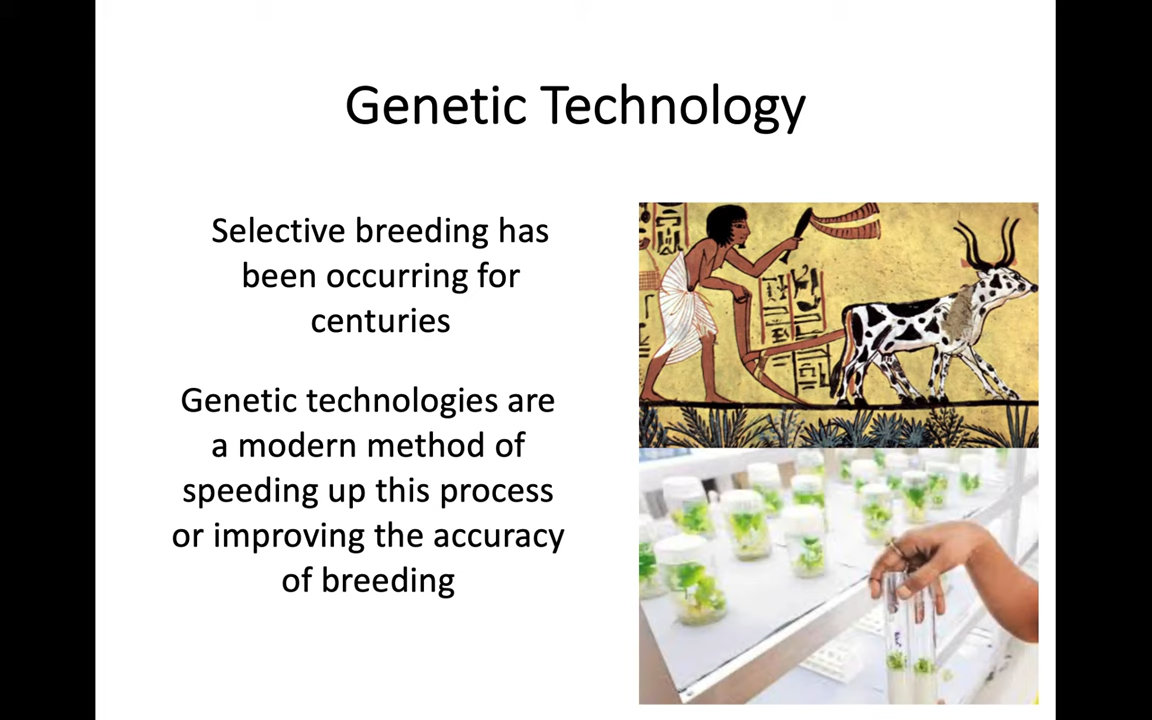 Genetic Technology
Selective breeding has
been occurring for
centuries
Genetic technologies are
a modern method of
speeding up this process
or improving the accuracy
of breeding